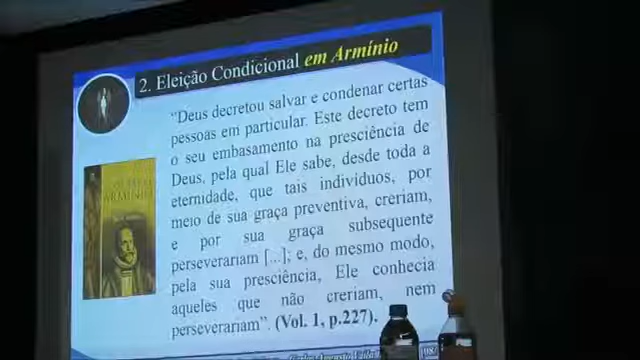 2. Eleição Condicional em Armínio
“Deus decretou salvar e condenar certas
pessoas em particular. Este decreto tem
o seu embasamento na presciência de
Deus, pela qual Ele sabe, desde toda a
eternidade, que tais indivíduos, por
meio de sua graça preventiva, creriam,
e por sua graça subsequente
perseverariam [...]; e, do mesmo modo,
pela sua presciência, Ele conhecia
aqueles que não creriam, nem
perseverariam”. (Vol. 1, p.227).
ARMÍNIO